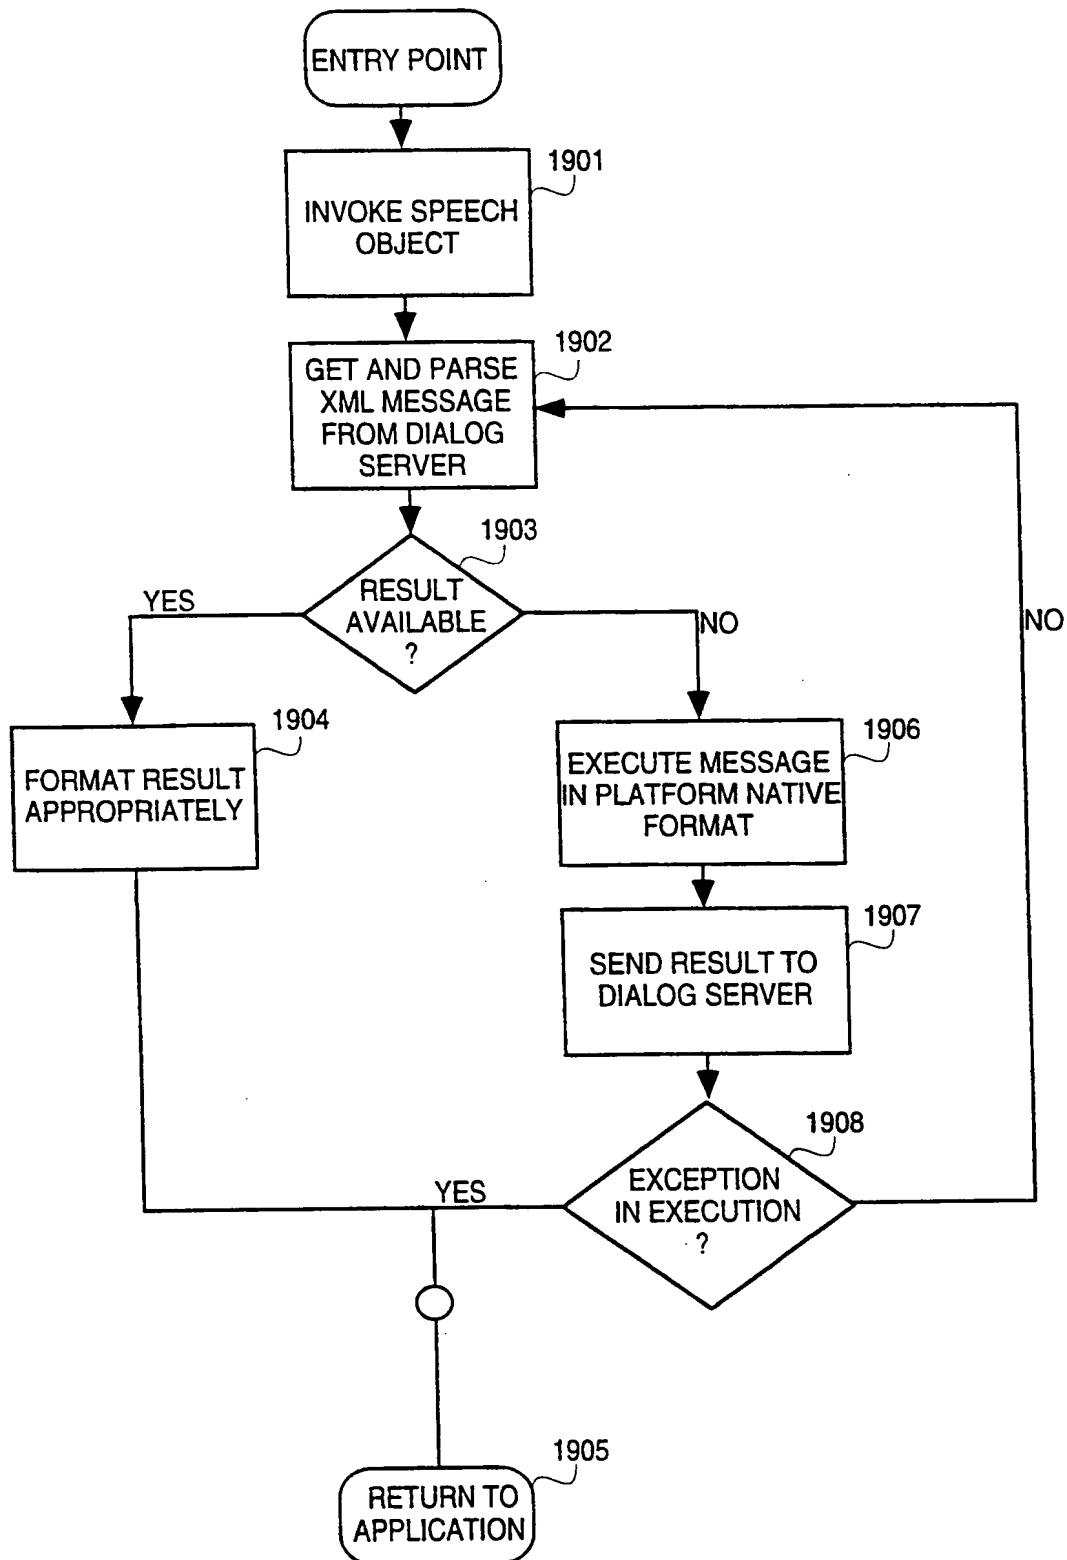 ENTRY POINT
1901
INVOKE SPEECH
OBJECT
1902
GET AND PARSE
XML MESSAGE
FROM DIALOG
SERVER
1903
RESULT
AVAILABLE
?
YES
NO
NO
1904
FORMAT RESULT
APPROPRIATELY
1906
EXECUTE MESSAGE
IN PLATFORM NATIVE
FORMAT
1907
SEND RESULT TO
DIALOG SERVER
1908
EXCEPTION
IN EXECUTION
?
YES
1905
RETURN TO
APPLICATION